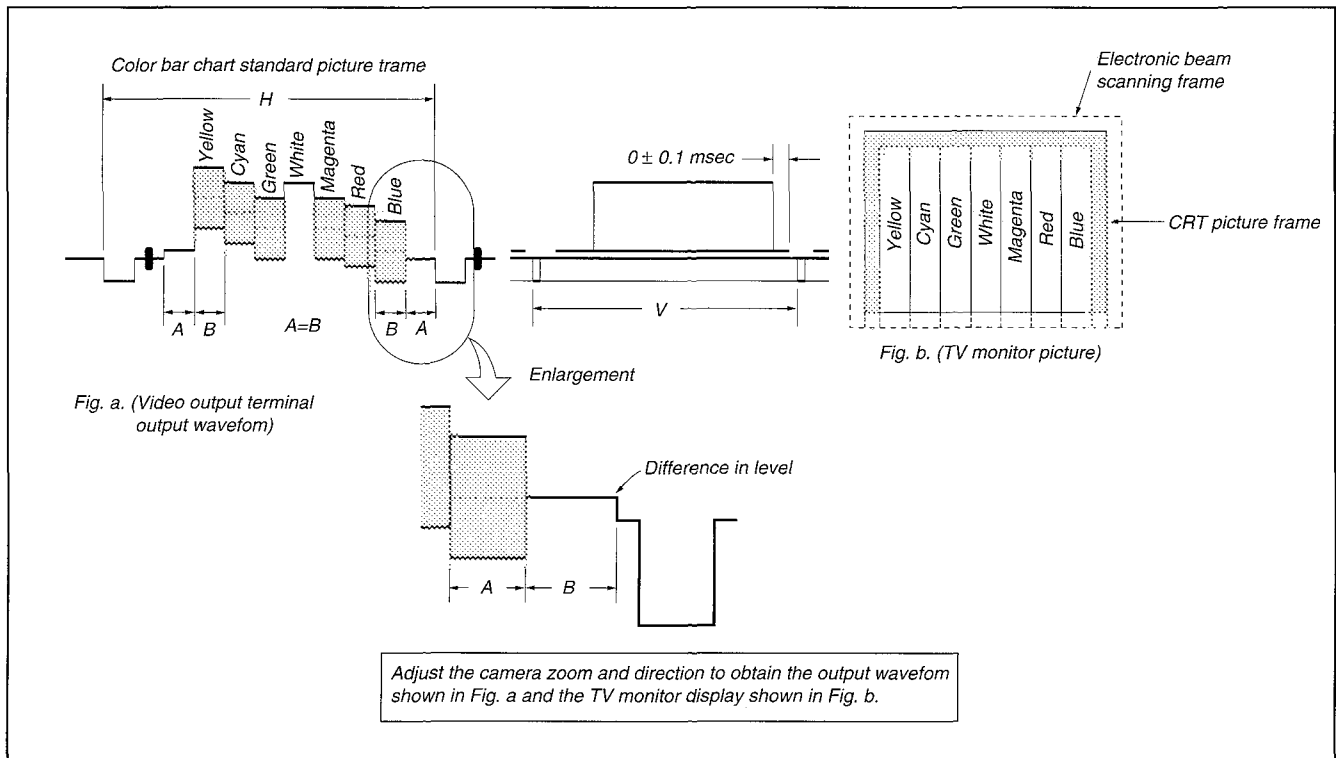 Color bar chart standard picture trame
H
Yellow
Cyan
Green
White
Magenta
Red
Blue
A
B
A=B
B
A
Fig. a. (Video output terminal
output wavefom)
0 ± 0.1 msec
V
Electronic beam
scanning frame
CRT picture frame
Yellow
Cyan
Green
White
Magenta
Red
Blue
Fig. b. (TV monitor picture)
Enlargement
Difference in level
A
B
Adjust the camera zoom and direction to obtain the output wavefom
shown in Fig. a and the TV monitor display shown in Fig. b.